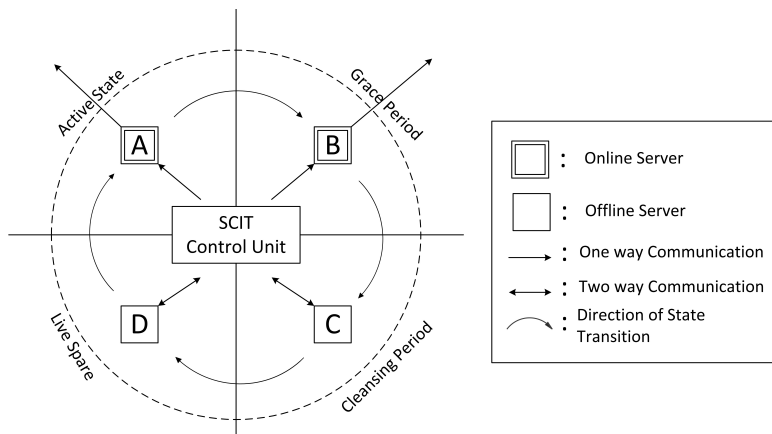 Active State
Grace Period
A
B
SCIT
Control Unit
D
C
Live Spare
Cleansing Period
: Online Server
: Offline Server
: One way Communication
: Two way Communication
: Direction of State
Transition